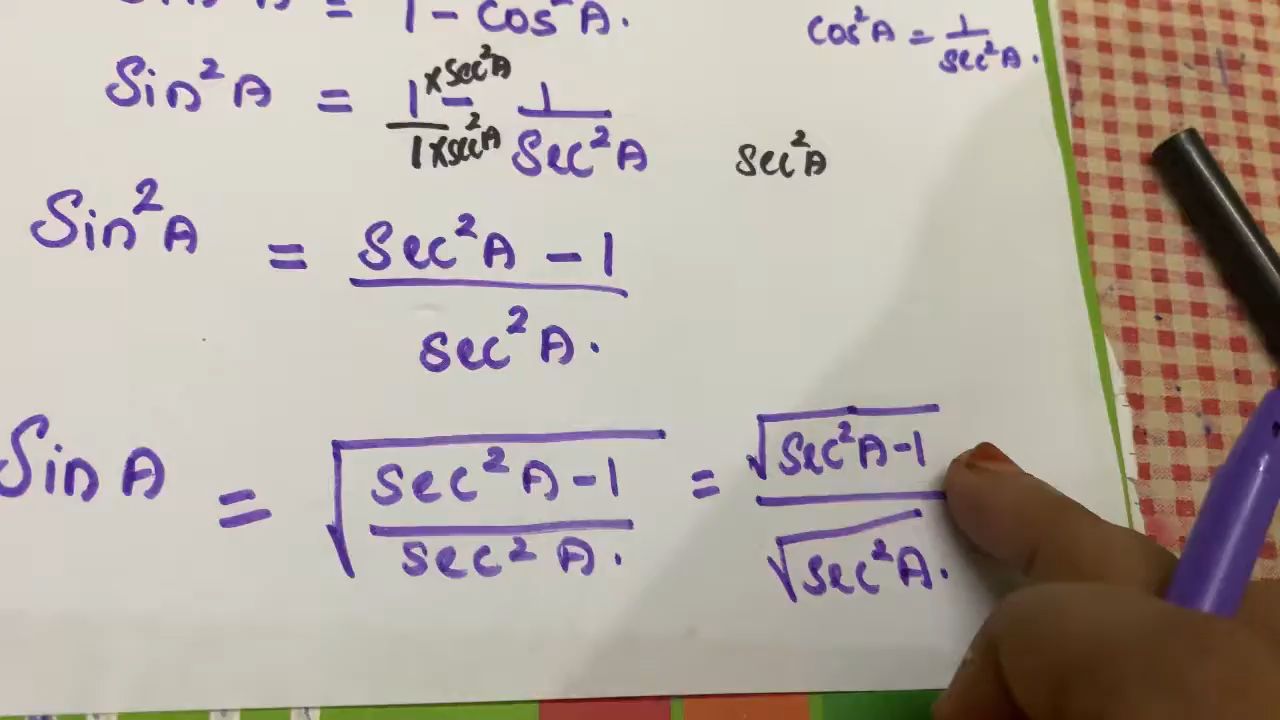 Sin²A = 1 - Cos²A.
Cos²A = 1/sec²A.
Sin²A = 1×sec²A/1×sec²A - 1/Sec²A
sec²A
Sin²A = Sec²A - 1/sec²A.
Sin A = √(sec²A - 1/sec²A.) = √(Sec²A-1)/√(sec²A.)